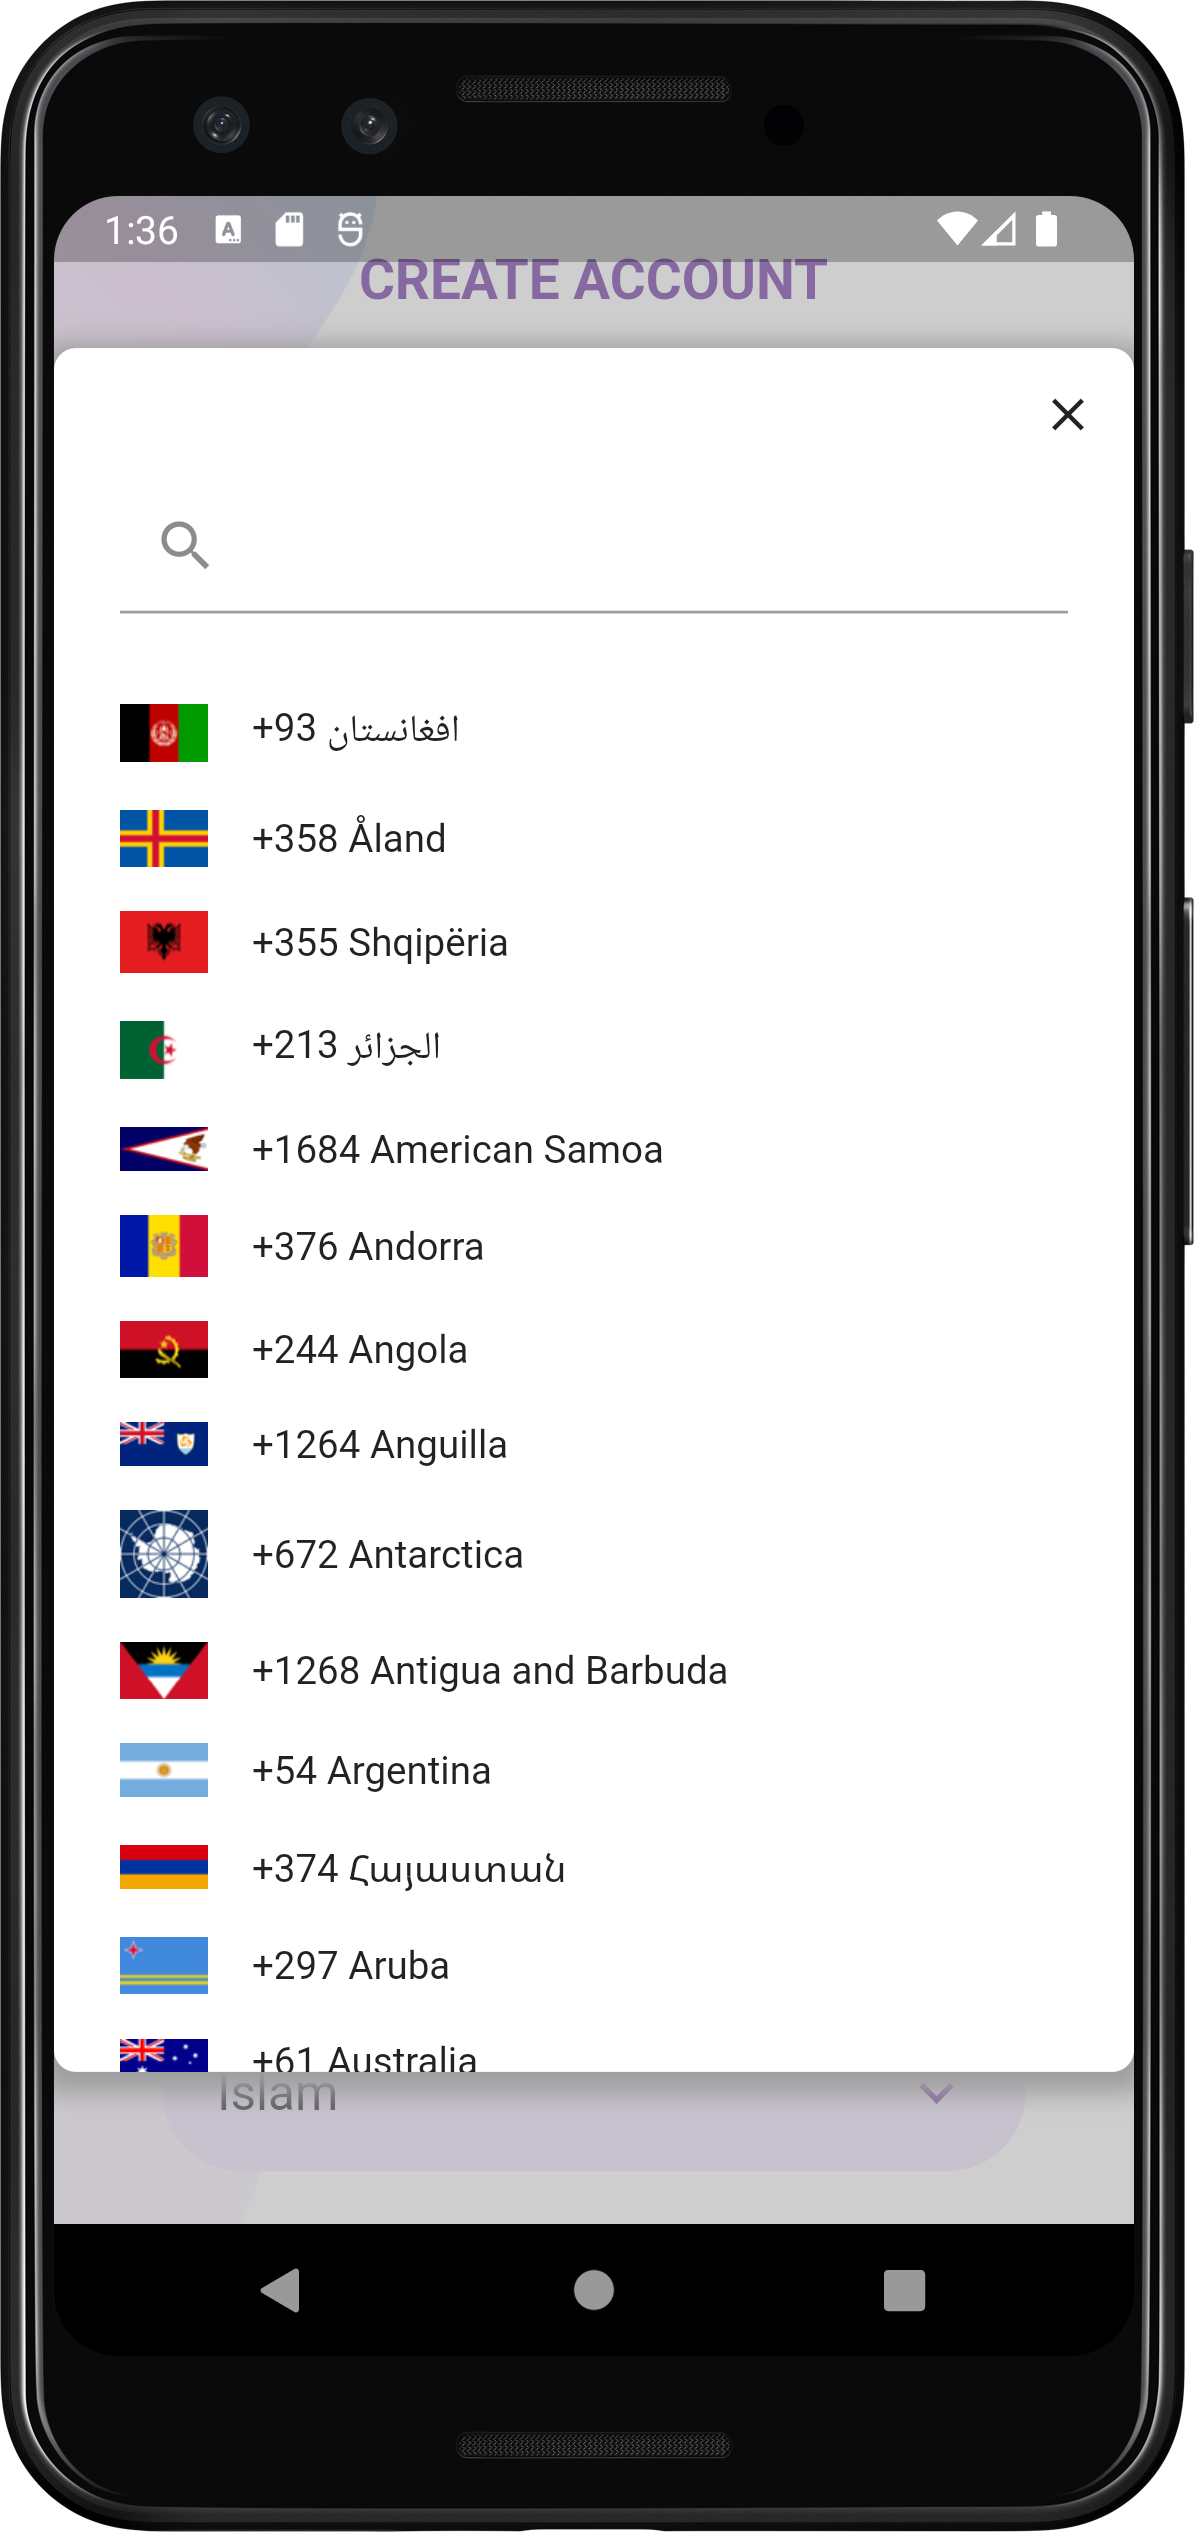 1:36
CREATE ACCOUNT
+93 افغانستان
+358 Åland
+355 Shqipëria
+213 الجزائر
+1684 American Samoa
+376 Andorra
+244 Angola
+1264 Anguilla
+672 Antarctica
+1268 Antigua and Barbuda
+54 Argentina
+374 Հայաստան
+297 Aruba
+61 Australia
Islam